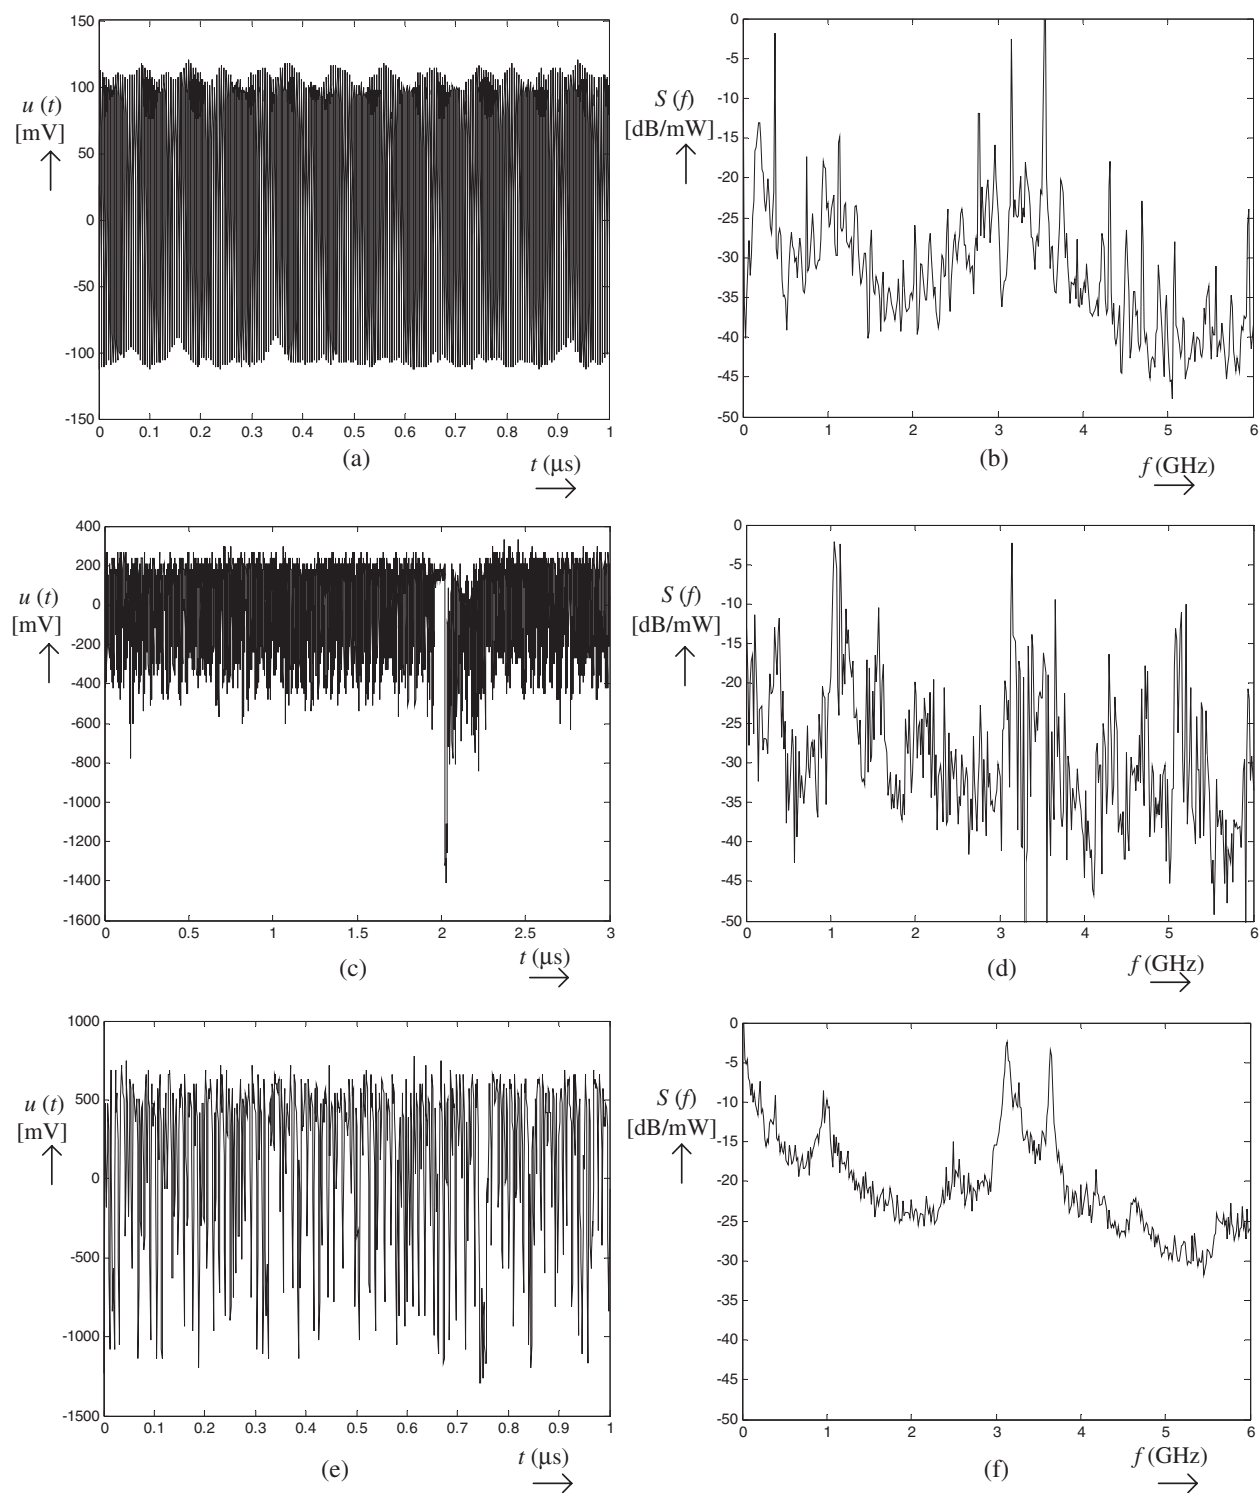 150
100
50
0
-50
-100
-150
u (t)
[mV]
0 0.1 0.2 0.3 0.4 0.5 0.6 0.7 0.8 0.9 1
(a)
t (μs)
0
-5
-10
-15
-20
-25
-30
-35
-40
-45
-50
S (f)
[dB/mW]
0 1 2 3 4 5 6
(b)
f (GHz)
400
200
0
-200
-400
-600
-800
-1000
-1200
-1400
-1600
u (t)
[mV]
0 0.5 1 1.5 2 2.5 3
(c)
t (μs)
0
-5
-10
-15
-20
-25
-30
-35
-40
-45
-50
S (f)
[dB/mW]
0 1 2 3 4 5 6
(d)
f (GHz)
1000
500
0
-500
-1000
-1500
u (t)
[mV]
0 0.1 0.2 0.3 0.4 0.5 0.6 0.7 0.8 0.9 1
(e)
t (μs)
0
-5
-10
-15
-20
-25
-30
-35
-40
-45
-50
S (f)
[dB/mW]
0 1 2 3 4 5 6
(f)
f (GHz)